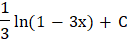 1/3 ln(1 − 3x) + C